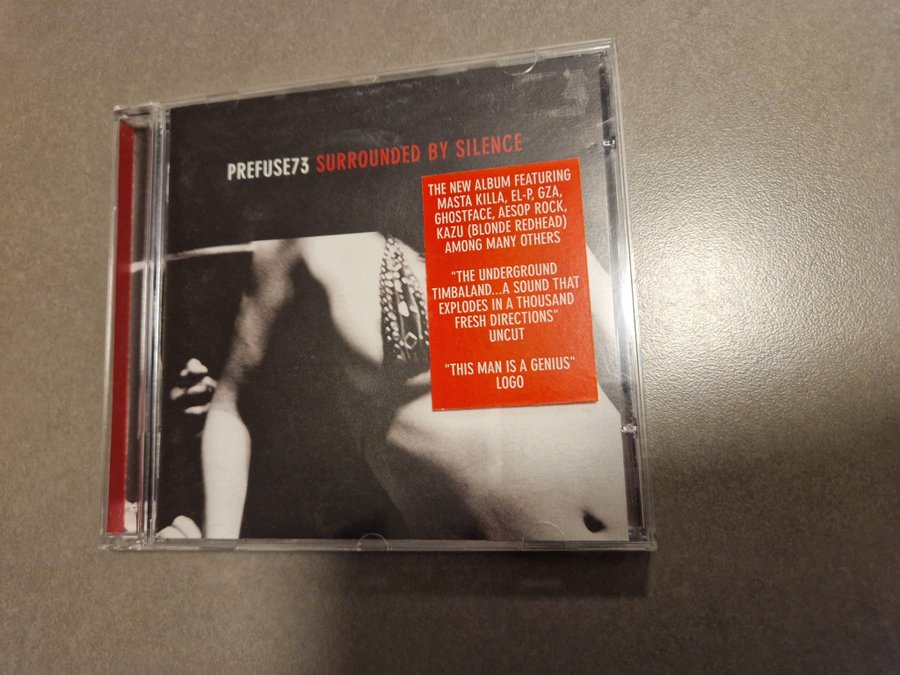 PREFUSE73 SURROUNDED BY SILENCE
THE NEW ALBUM FEATURING
MASTA KILLA, EL-P, GZA,
GHOSTFACE, AESOP ROCK,
KAZU (BLONDE REDHEAD)
AMONG MANY OTHERS
"THE UNDERGROUND
TIMBALAND...A SOUND THAT
EXPLODES IN A THOUSAND
FRESH DIRECTIONS"
UNCUT
"THIS MAN IS A GENIUS"
LOGO